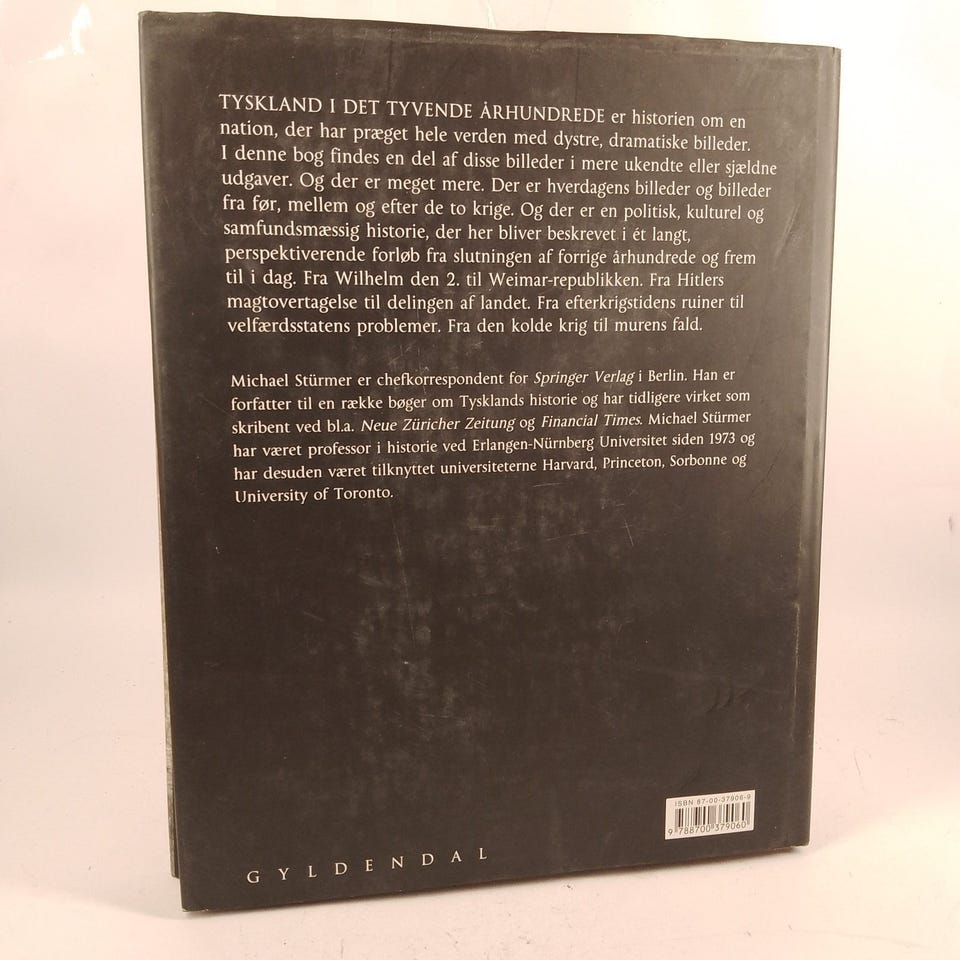 TYSKLAND I DET TYVENDE ÅRHUNDREDE er historien om en
nation, der har præget hele verden med dystre, dramatiske billeder.
I denne bog findes en del af disse billeder i mere ukendte eller sjældne
udgaver. Og der er meget mere. Der er hverdagens billeder og billeder
fra før, mellem og efter de to krige. Og der er en politisk, kulturel og
samfundsmæssig historie, der her bliver beskrevet i ét langt,
perspektiverende forløb fra slutningen af forrige århundrede og frem
til i dag. Fra Wilhelm den 2. til Weimar-republikken. Fra Hitlers
magtovertagelse til delingen af landet. Fra efterkrigstidens ruiner til
velfærdsstatens problemer. Fra den kolde krig til murens fald.
Michael Stürmer er chefkorrespondent for Springer Verlag i Berlin. Han er
forfatter til en række bøger om Tysklands historie og har tidligere virket som
skribent ved bl.a. Neue Züricher Zeitung og Financial Times. Michael Stürmer
har været professor i historie ved Erlangen-Nürnberg Universitet siden 1973 og
har desuden været tilknyttet universiteterne Harvard, Princeton, Sorbonne og
University of Toronto.
ISBN 87-00-37906-9
9 788700 379060
GYLDENDAL